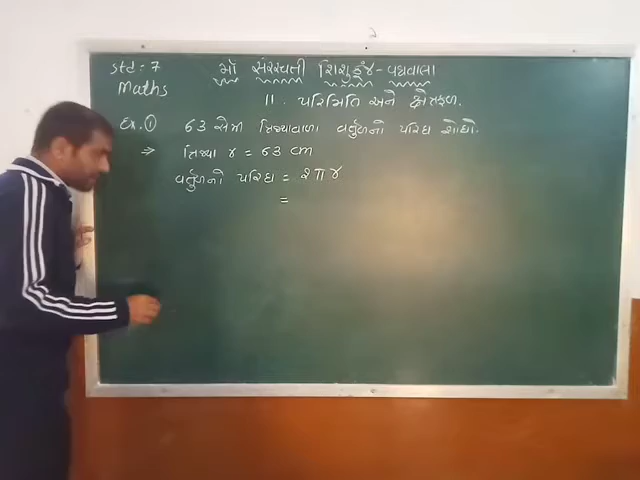 std : 7
માઁ સરસ્વતી શિશુકુંજ - વઘવાલા
Maths
11. પરિમિતિ અને ક્ષેત્રફળ.
Ex. ① 63 સેમી ત્રિજ્યાવાળા વર્તુળનો પરિઘ શોધો.
⇒ ત્રિજ્યા r = 63 cm
વર્તુળનો પરિઘ = 2πr
=